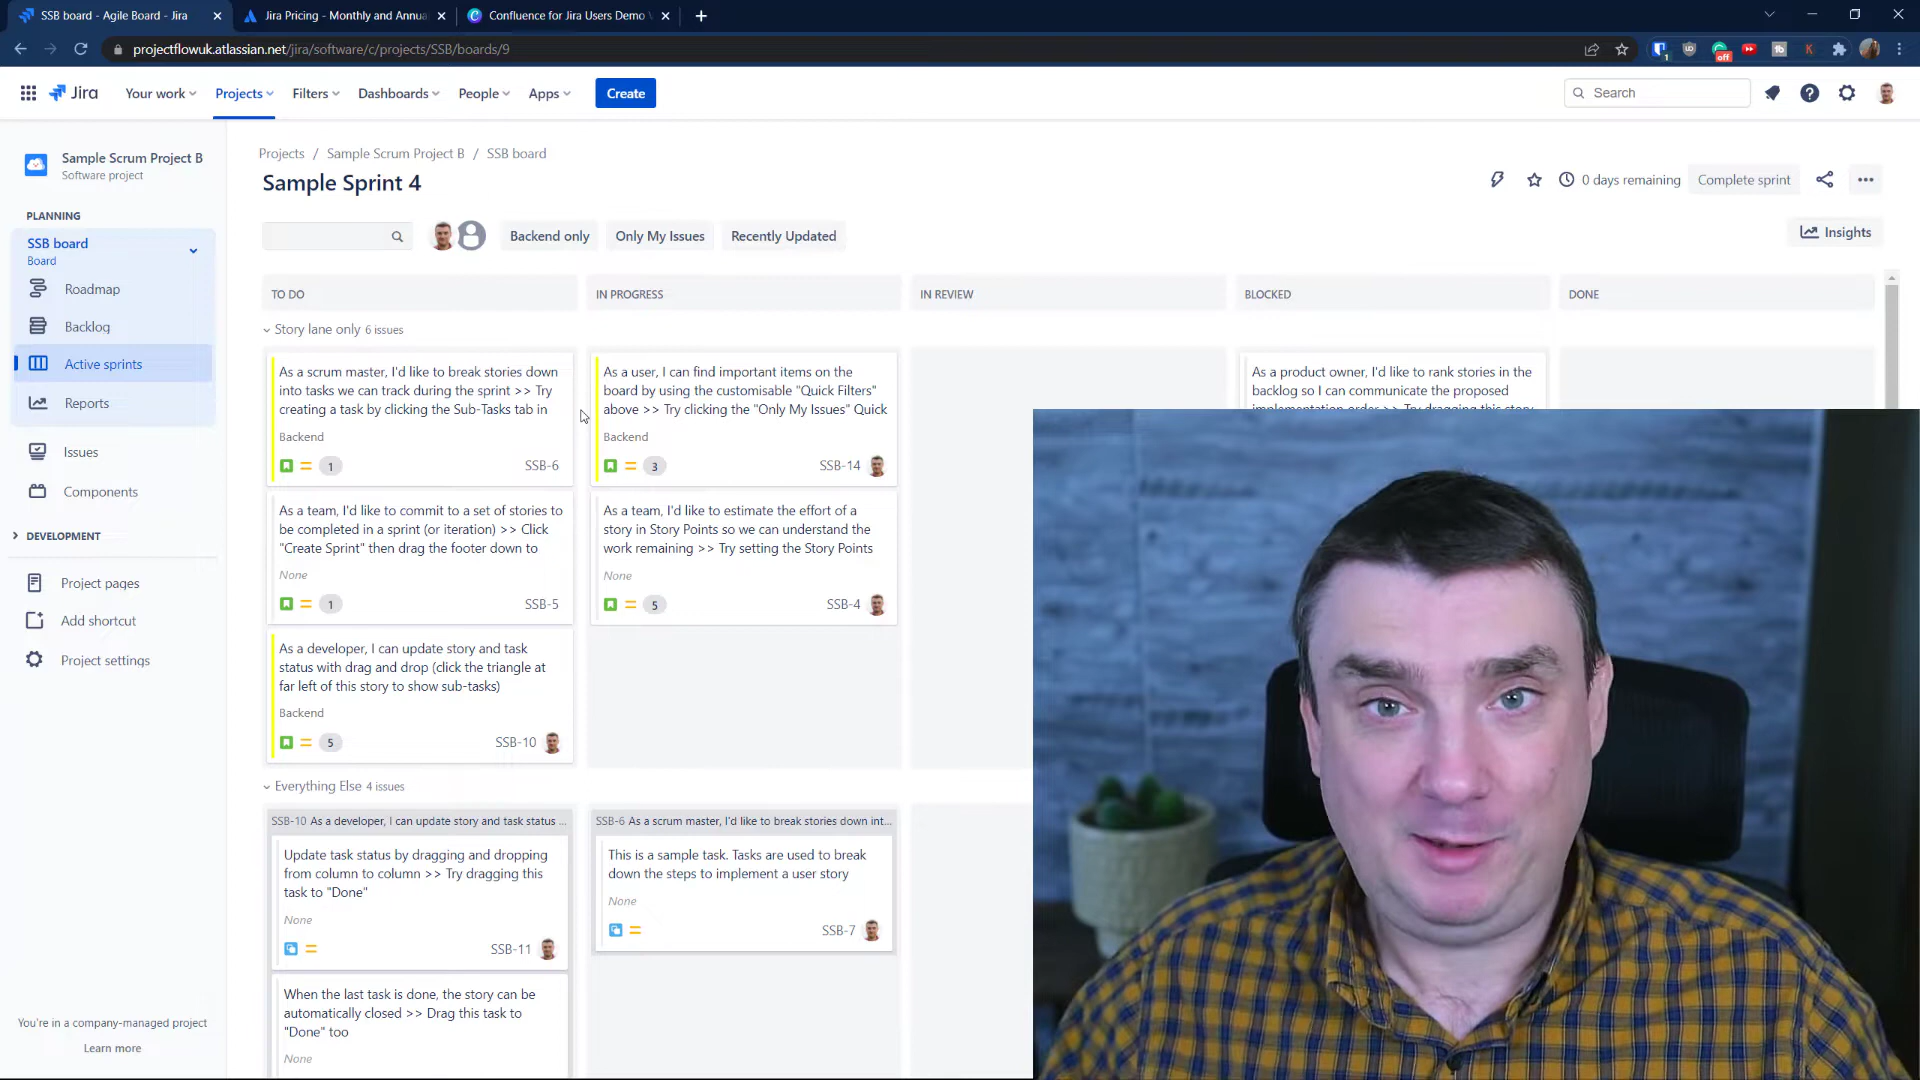 SSB board - Agile Board - Jira
Jira Pricing - Monthly and Annua
Confluence for Jira Users Demo
projectflowuk.atlassian.net/jira/software/c/projects/SSB/boards/9
off
1
Jira
Your work
Projects
Filters
Dashboards
People
Apps
Create
Search
Sample Scrum Project B
Software project
PLANNING
SSB board
Board
Roadmap
Backlog
Active sprints
Reports
Issues
Components
DEVELOPMENT
Project pages
Add shortcut
Project settings
You're in a company-managed project
Learn more
Projects / Sample Scrum Project B / SSB board
Sample Sprint 4
0 days remaining
Complete sprint
Backend only
Only My Issues
Recently Updated
Insights
TO DO
IN PROGRESS
IN REVIEW
BLOCKED
DONE
Story lane only 6 issues
As a scrum master, I'd like to break stories down
into tasks we can track during the sprint >> Try
creating a task by clicking the Sub-Tasks tab in
Backend
1
SSB-6
As a team, I'd like to commit to a set of stories to
be completed in a sprint (or iteration) >> Click
"Create Sprint" then drag the footer down to
None
1
SSB-5
As a developer, I can update story and task
status with drag and drop (click the triangle at
far left of this story to show sub-tasks)
Backend
5
SSB-10
As a user, I can find important items on the
board by using the customisable "Quick Filters"
above >> Try clicking the "Only My Issues" Quick
Backend
3
SSB-14
As a team, I'd like to estimate the effort of a
story in Story Points so we can understand the
work remaining >> Try setting the Story Points
None
5
SSB-4
As a product owner, I'd like to rank stories in the
backlog so I can communicate the proposed
implementation order >> Try dragging this story
Everything Else 4 issues
SSB-10 As a developer, I can update story and task status ...
Update task status by dragging and dropping
from column to column >> Try dragging this
task to "Done"
None
SSB-11
When the last task is done, the story can be
automatically closed >> Drag this task to
"Done" too
None
SSB-6 As a scrum master, I'd like to break stories down int...
This is a sample task. Tasks are used to break
down the steps to implement a user story
None
SSB-7